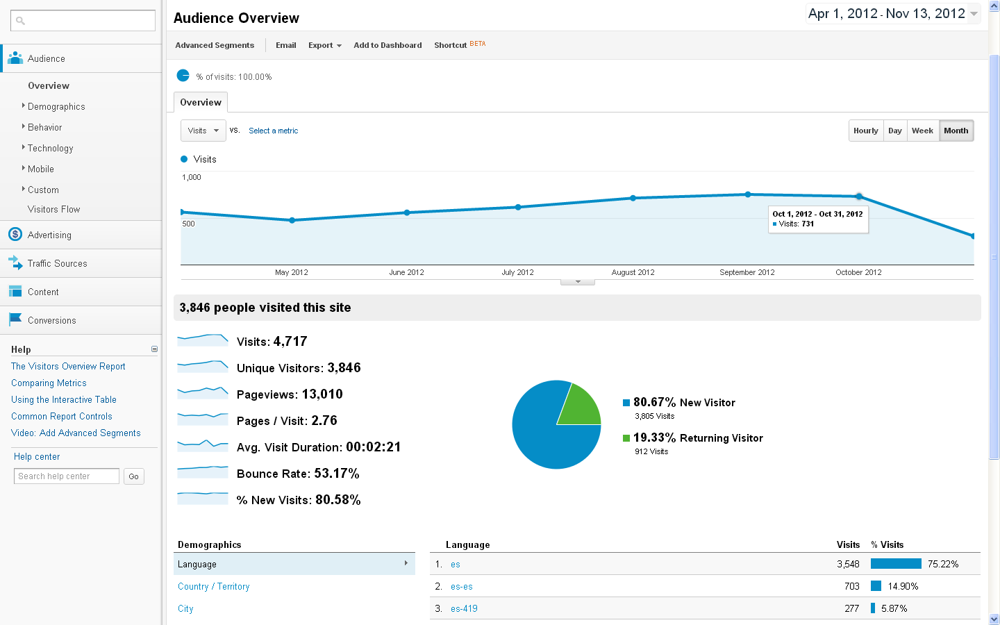 Audience Overview
Apr 1, 2012 - Nov 13, 2012
Advanced Segments
Email
Export
Add to Dashboard
Shortcut BETA
Audience
Overview
Demographics
Behavior
Technology
Mobile
Custom
Visitors Flow
Advertising
Traffic Sources
Content
Conversions
Help
The Visitors Overview Report
Comparing Metrics
Using the Interactive Table
Common Report Controls
Video: Add Advanced Segments
Help center
Search help center
Go
% of visits: 100.00%
Overview
Visits
VS.
Select a metric
Hourly
Day
Week
Month
Visits
1,000
500
Oct 1, 2012 - Oct 31, 2012
Visits: 731
May 2012
June 2012
July 2012
August 2012
September 2012
October 2012
3,846 people visited this site
Visits: 4,717
Unique Visitors: 3,846
Pageviews: 13,010
Pages / Visit: 2.76
Avg. Visit Duration: 00:02:21
Bounce Rate: 53.17%
% New Visits: 80.58%
80.67% New Visitor
3,805 Visits
19.33% Returning Visitor
912 Visits
Demographics
Language
Country / Territory
City
Language Visits % Visits
1. es 3,548 75.22%
2. es-es 703 14.90%
3. es-419 277 5.87%